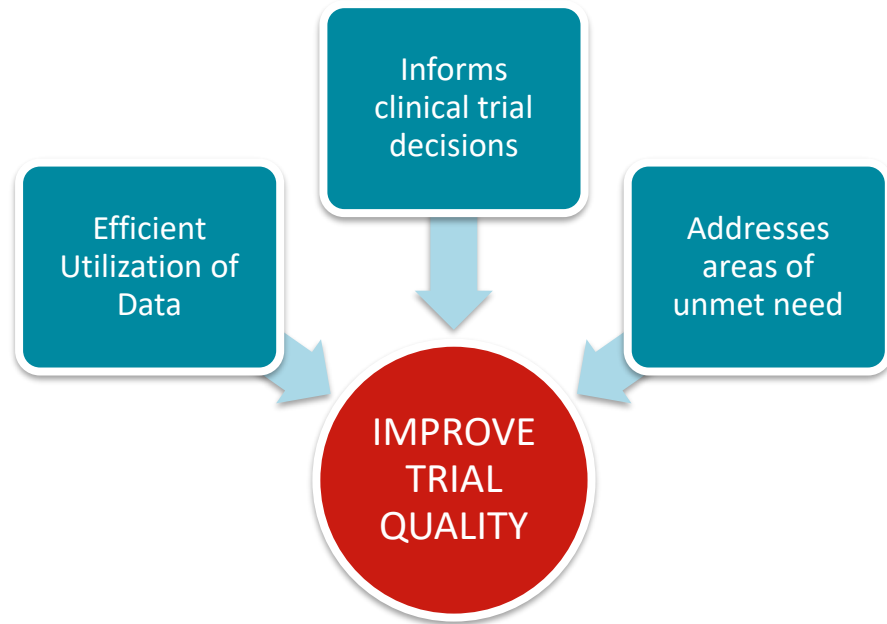 Informs
clinical trial
decisions
Efficient
Utilization of
Data
Addresses
areas of
unmet need
IMPROVE
TRIAL
QUALITY